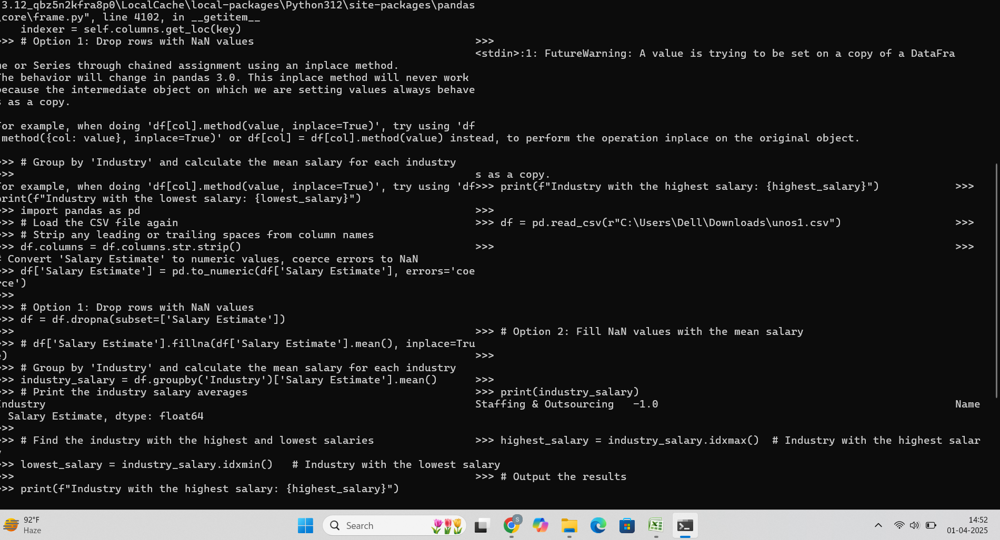 3.12_qbz5n2kfra8p0\LocalCache\local-packages\Python312\site-packages\pandas
\core\frame.py", line 4102, in __getitem__
    indexer = self.columns.get_loc(key)
>>> # Option 1: Drop rows with NaN values >>>
<stdin>:1: FutureWarning: A value is trying to be set on a copy of a DataFra
me or Series through chained assignment using an inplace method.
The behavior will change in pandas 3.0. This inplace method will never work
because the intermediate object on which we are setting values always behave
s as a copy.
For example, when doing 'df[col].method(value, inplace=True)', try using 'df
.method({col: value}, inplace=True)' or df[col] = df[col].method(value) instead, to perform the operation inplace on the original object.
>>> # Group by 'Industry' and calculate the mean salary for each industry
>>> s as a copy.
For example, when doing 'df[col].method(value, inplace=True)', try using 'df>>> print(f"Industry with the highest salary: {highest_salary}") >>>
print(f"Industry with the lowest salary: {lowest_salary}")
>>> import pandas as pd >>>
>>> # Load the CSV file again >>> df = pd.read_csv(r"C:\Users\Dell\Downloads\unos1.csv") >>>
>>> # Strip any leading or trailing spaces from column names
>>> df.columns = df.columns.str.strip() >>> >>>
# Convert 'Salary Estimate' to numeric values, coerce errors to NaN
>>> df['Salary Estimate'] = pd.to_numeric(df['Salary Estimate'], errors='coe
rce')
>>>
>>> # Option 1: Drop rows with NaN values
>>> df = df.dropna(subset=['Salary Estimate'])
>>> >>> # Option 2: Fill NaN values with the mean salary
>>> # df['Salary Estimate'].fillna(df['Salary Estimate'].mean(), inplace=Tru
e) >>>
>>> # Group by 'Industry' and calculate the mean salary for each industry
>>> industry_salary = df.groupby('Industry')['Salary Estimate'].mean() >>>
>>> # Print the industry salary averages >>> print(industry_salary)
Industry Staffing & Outsourcing   -1.0 Name
: Salary Estimate, dtype: float64
>>>
>>> # Find the industry with the highest and lowest salaries >>> highest_salary = industry_salary.idxmax()  # Industry with the highest salar
y
>>> lowest_salary = industry_salary.idxmin()   # Industry with the lowest salary
>>> >>> # Output the results
>>> print(f"Industry with the highest salary: {highest_salary}")
92°F
Haze
Search
S
14:52
01-04-2025